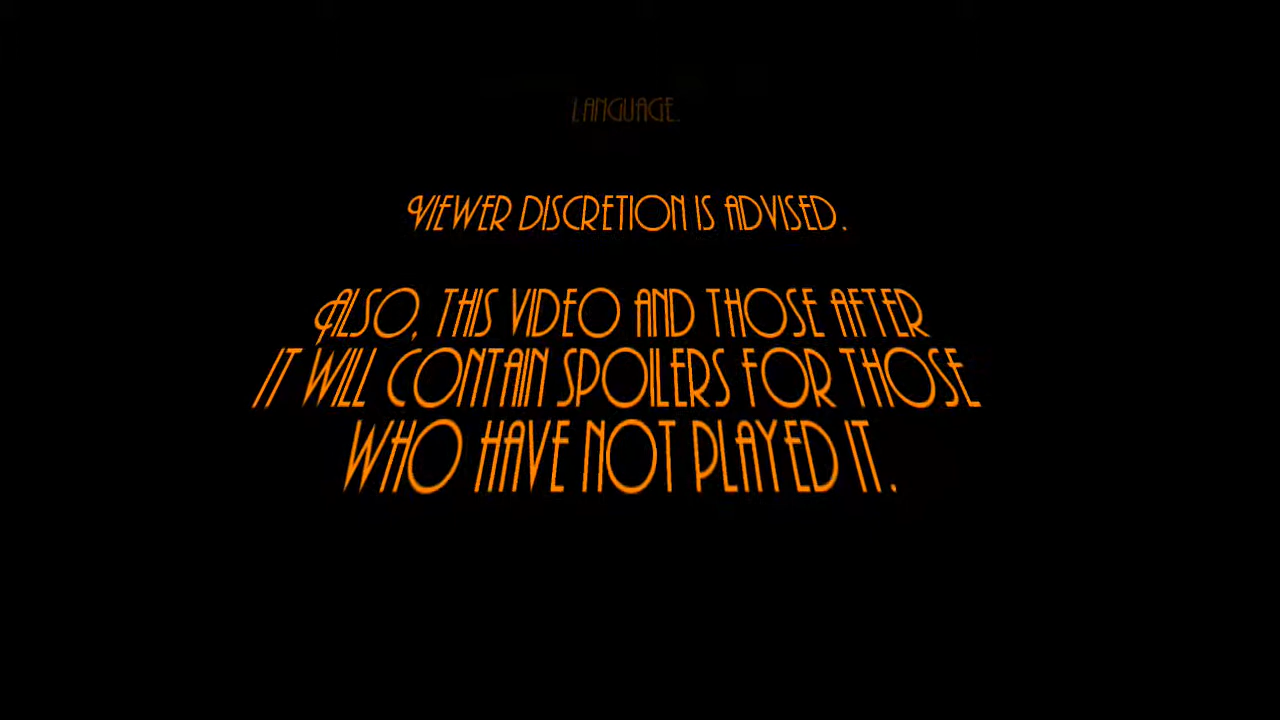 Language.
Viewer discretion is advised.
Also, this video and those after
it will contain spoilers for those
who have not played it.